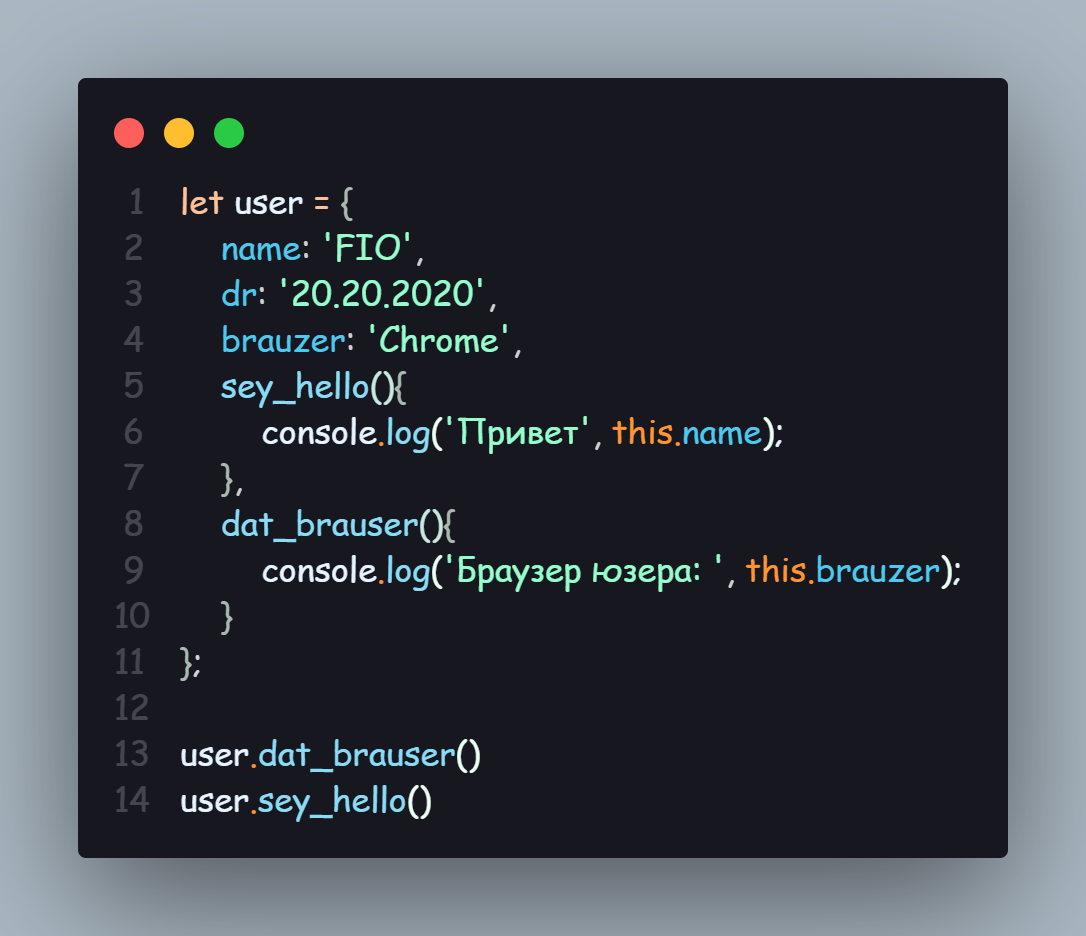 1 let user = {
2 name: 'FIO',
3 dr: '20.20.2020',
4 brauzer: 'Chrome',
5 sey_hello(){
6 console.log('Привет', this.name);
7 },
8 dat_brauser(){
9 console.log('Браузер юзера: ', this.brauzer);
10 }
11 };
12
13 user.dat_brauser()
14 user.sey_hello()